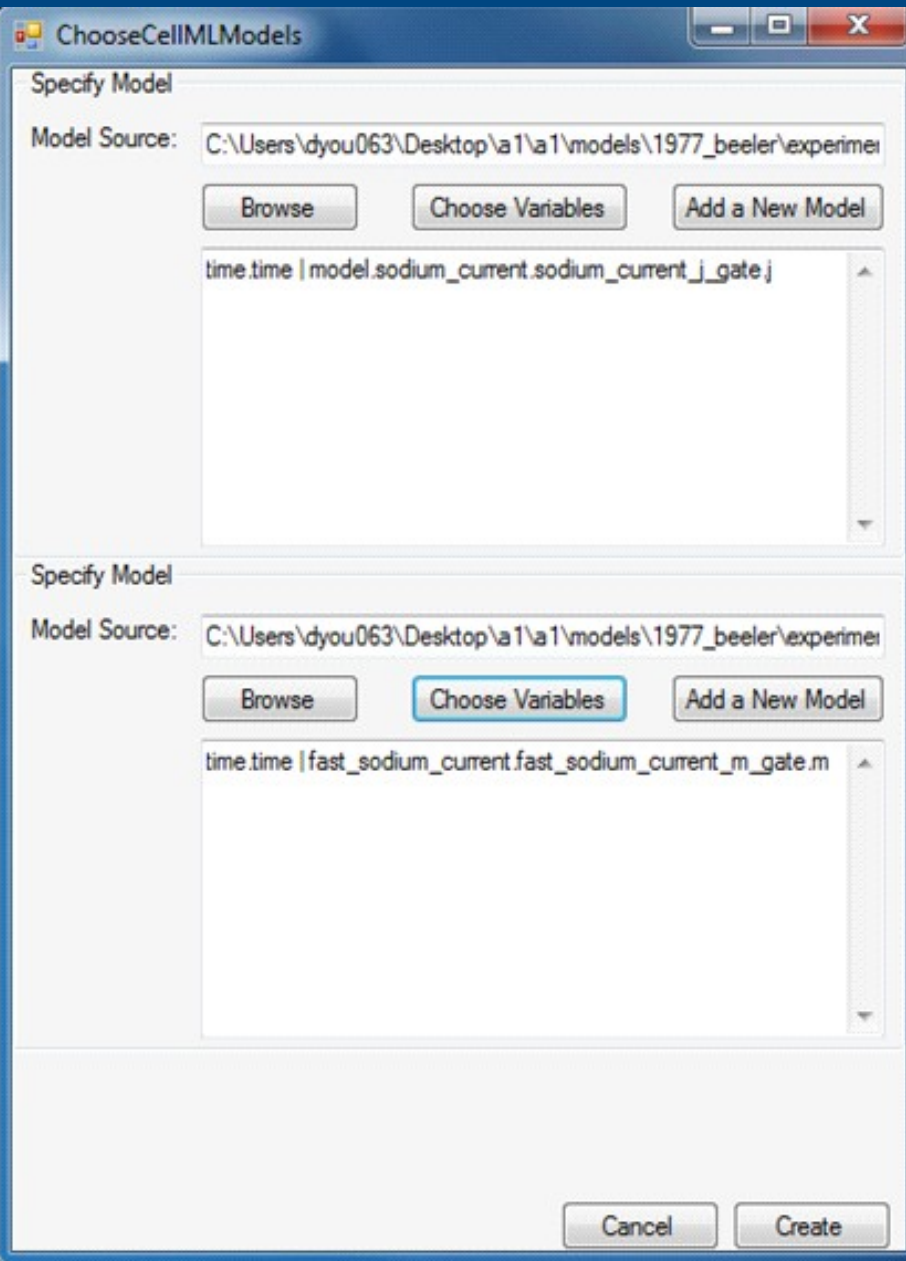 ChooseCellMLModels
Specify Model
Model Source: C:\Users\dyou063\Desktop\a1\a1\models\1977_beeler\experimer
Browse Choose Variables Add a New Model
time.time | model.sodium_current.sodium_current_j_gate.j
Specify Model
Model Source: C:\Users\dyou063\Desktop\a1\a1\models\1977_beeler\experimer
Browse Choose Variables Add a New Model
time.time | fast_sodium_current.fast_sodium_current_m_gate.m
Cancel Create